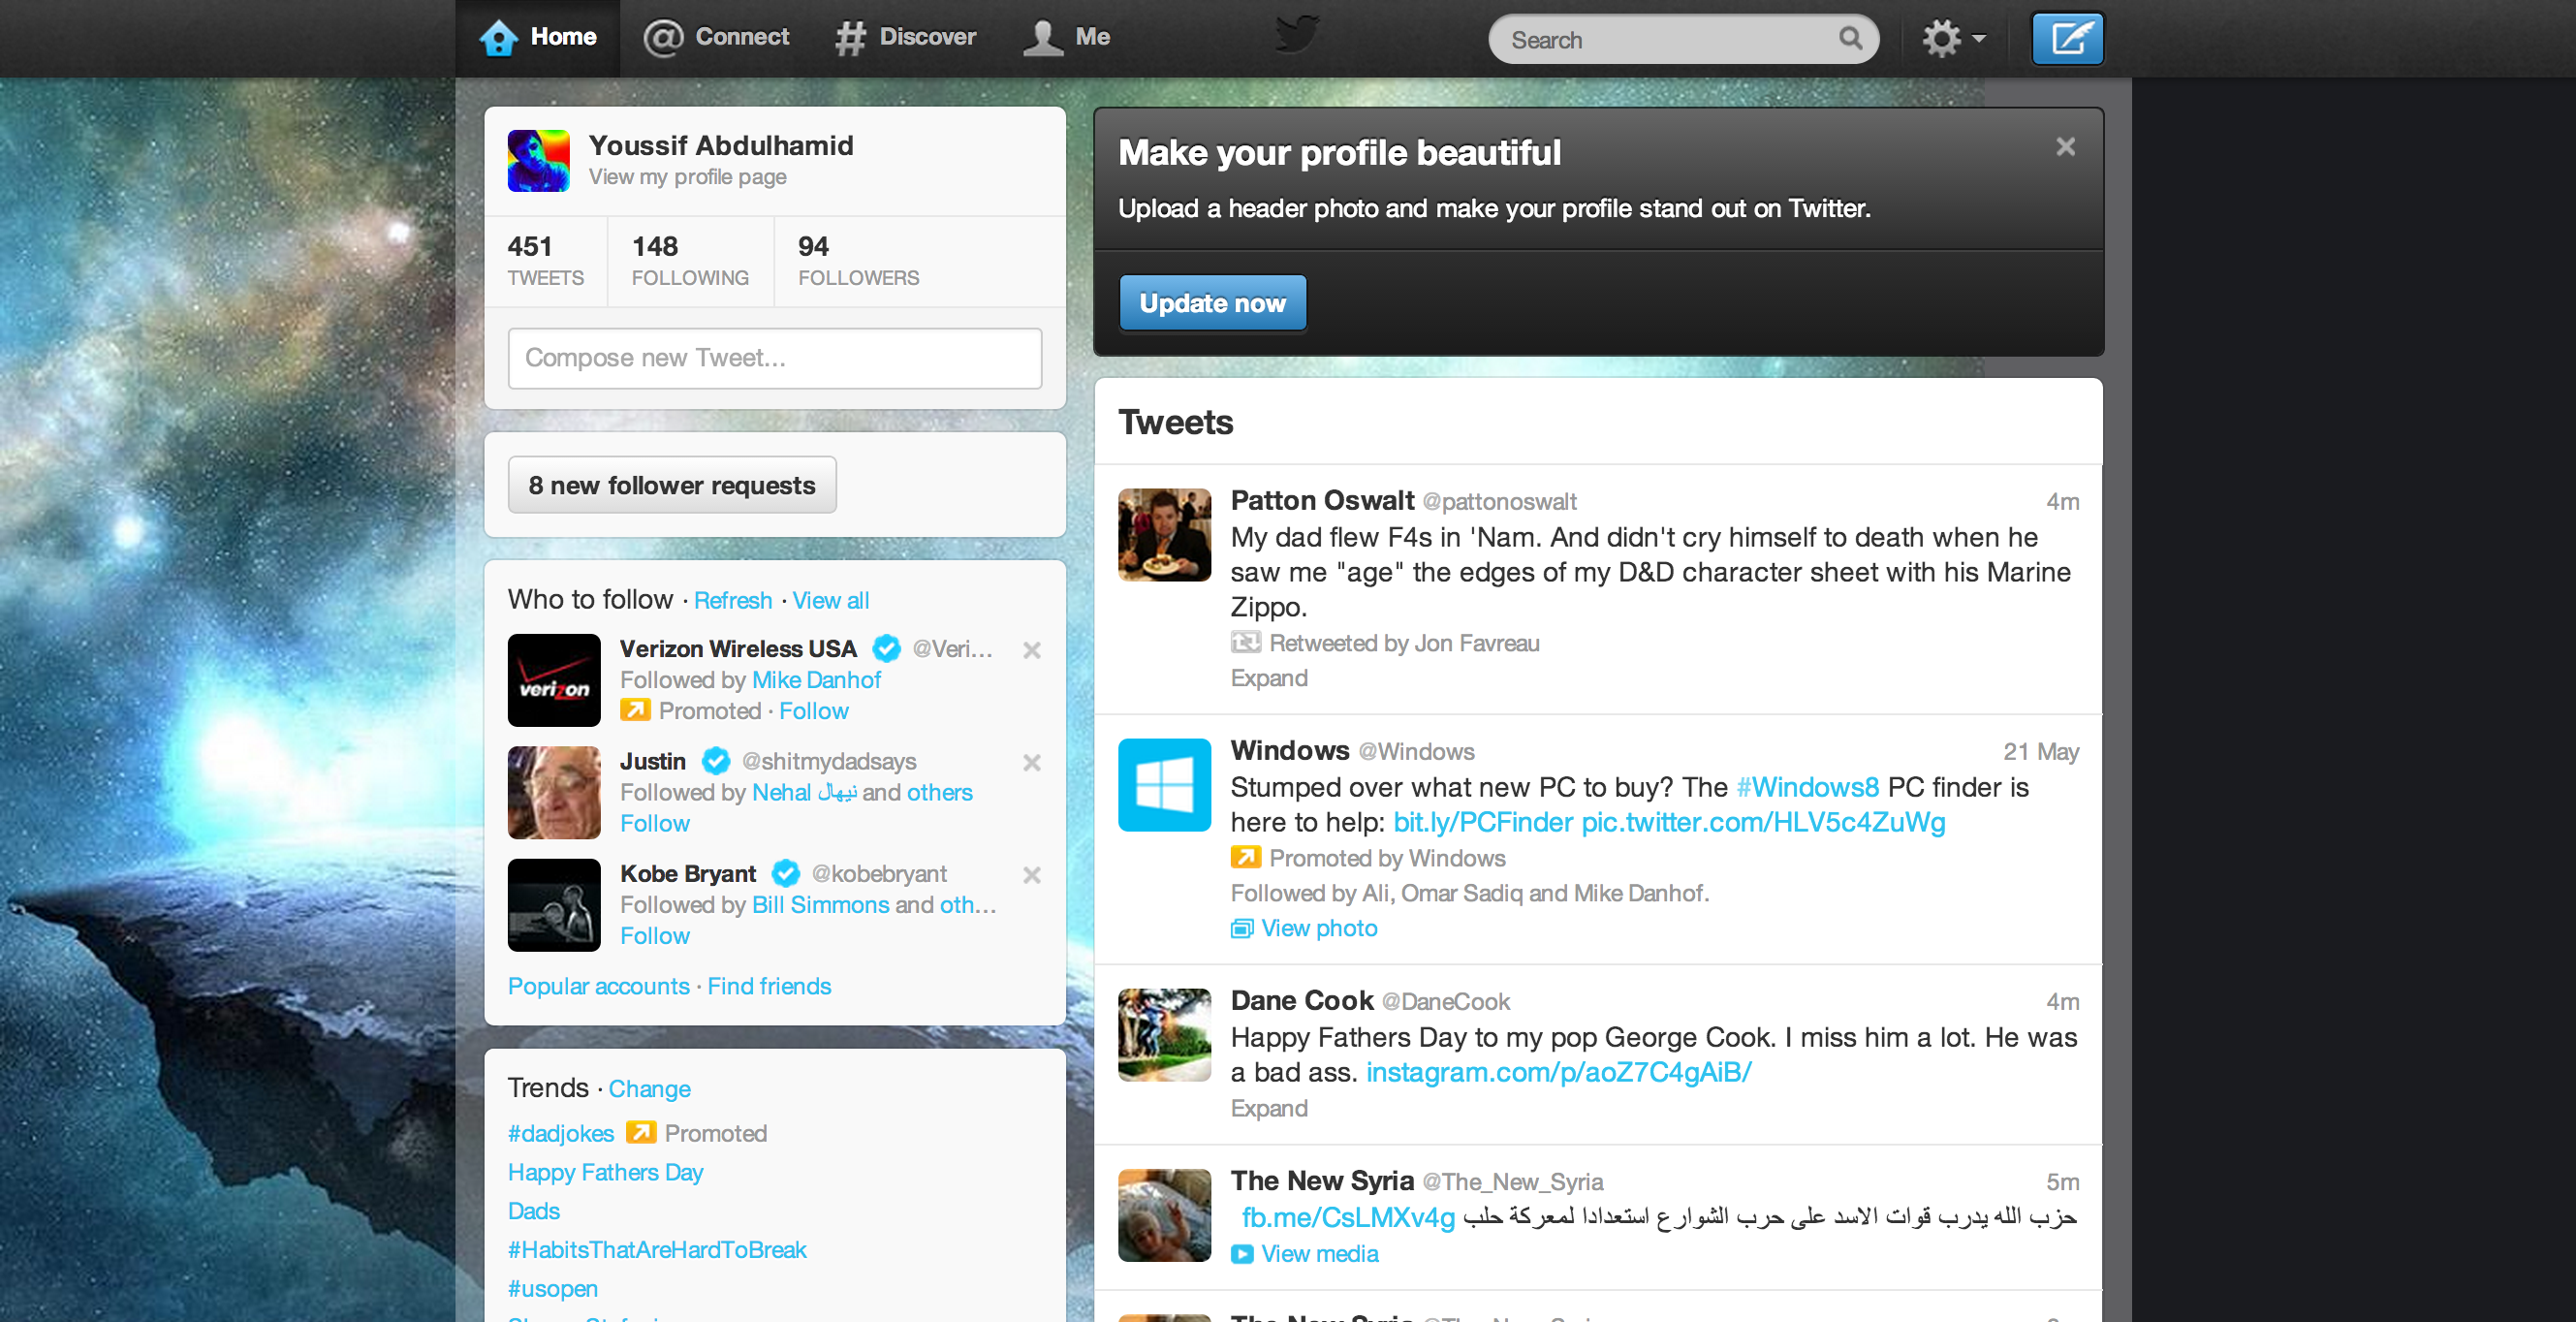 Home
Connect
Discover
Me
Search
Youssif Abdulhamid
View my profile page
451
TWEETS
148
FOLLOWING
94
FOLLOWERS
Compose new Tweet...
8 new follower requests
Who to follow · Refresh · View all
Verizon Wireless USA @Veri...
Followed by Mike Danhof
Promoted · Follow
verizon
Justin @shitmydadsays
Followed by Nehal نيهال and others
Follow
Kobe Bryant @kobebryant
Followed by Bill Simmons and oth...
Follow
Popular accounts · Find friends
Trends · Change
#dadjokes Promoted
Happy Fathers Day
Dads
#HabitsThatAreHardToBreak
#usopen
Make your profile beautiful
Upload a header photo and make your profile stand out on Twitter.
Update now
Tweets
Patton Oswalt @pattonoswalt 4m
My dad flew F4s in 'Nam. And didn't cry himself to death when he
saw me "age" the edges of my D&D character sheet with his Marine
Zippo.
Retweeted by Jon Favreau
Expand
Windows @Windows 21 May
Stumped over what new PC to buy? The #Windows8 PC finder is
here to help: bit.ly/PCFinder pic.twitter.com/HLV5c4ZuWg
Promoted by Windows
Followed by Ali, Omar Sadiq and Mike Danhof.
View photo
Dane Cook @DaneCook 4m
Happy Fathers Day to my pop George Cook. I miss him a lot. He was
a bad ass. instagram.com/p/aoZ7C4gAiB/
Expand
The New Syria @The_New_Syria 5m
حزب الله يدرب قوات الاسد على حرب الشوارع استعدادا لمعركة حلب fb.me/CsLMXv4g
View media
The New Syria @The_New_Syria